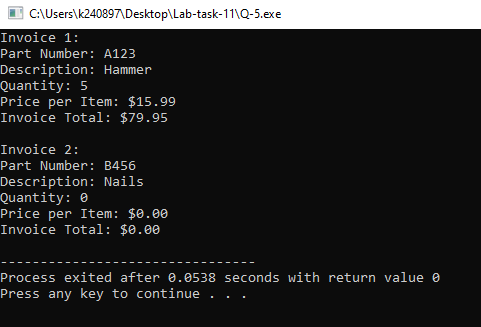 C:\Users\k240897\Desktop\Lab-task-11\Q-5.exe
Invoice 1:
Part Number: A123
Description: Hammer
Quantity: 5
Price per Item: $15.99
Invoice Total: $79.95
Invoice 2:
Part Number: B456
Description: Nails
Quantity: 0
Price per Item: $0.00
Invoice Total: $0.00
--------------------------------
Process exited after 0.0538 seconds with return value 0
Press any key to continue . . .